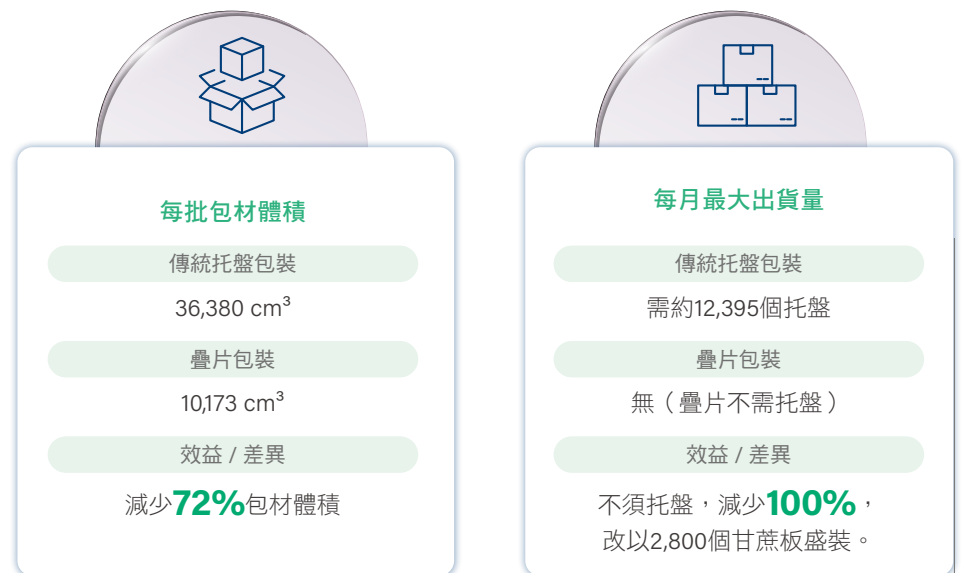 每批包材體積
傳統托盤包裝
36,380 cm³
疊片包裝
10,173 cm³
效益 / 差異
減少72%包材體積
每月最大出貨量
傳統托盤包裝
需約12,395個托盤
疊片包裝
無（疊片不需托盤）
效益 / 差異
不須托盤，減少100%，
改以2,800個甘蔗板盛裝。